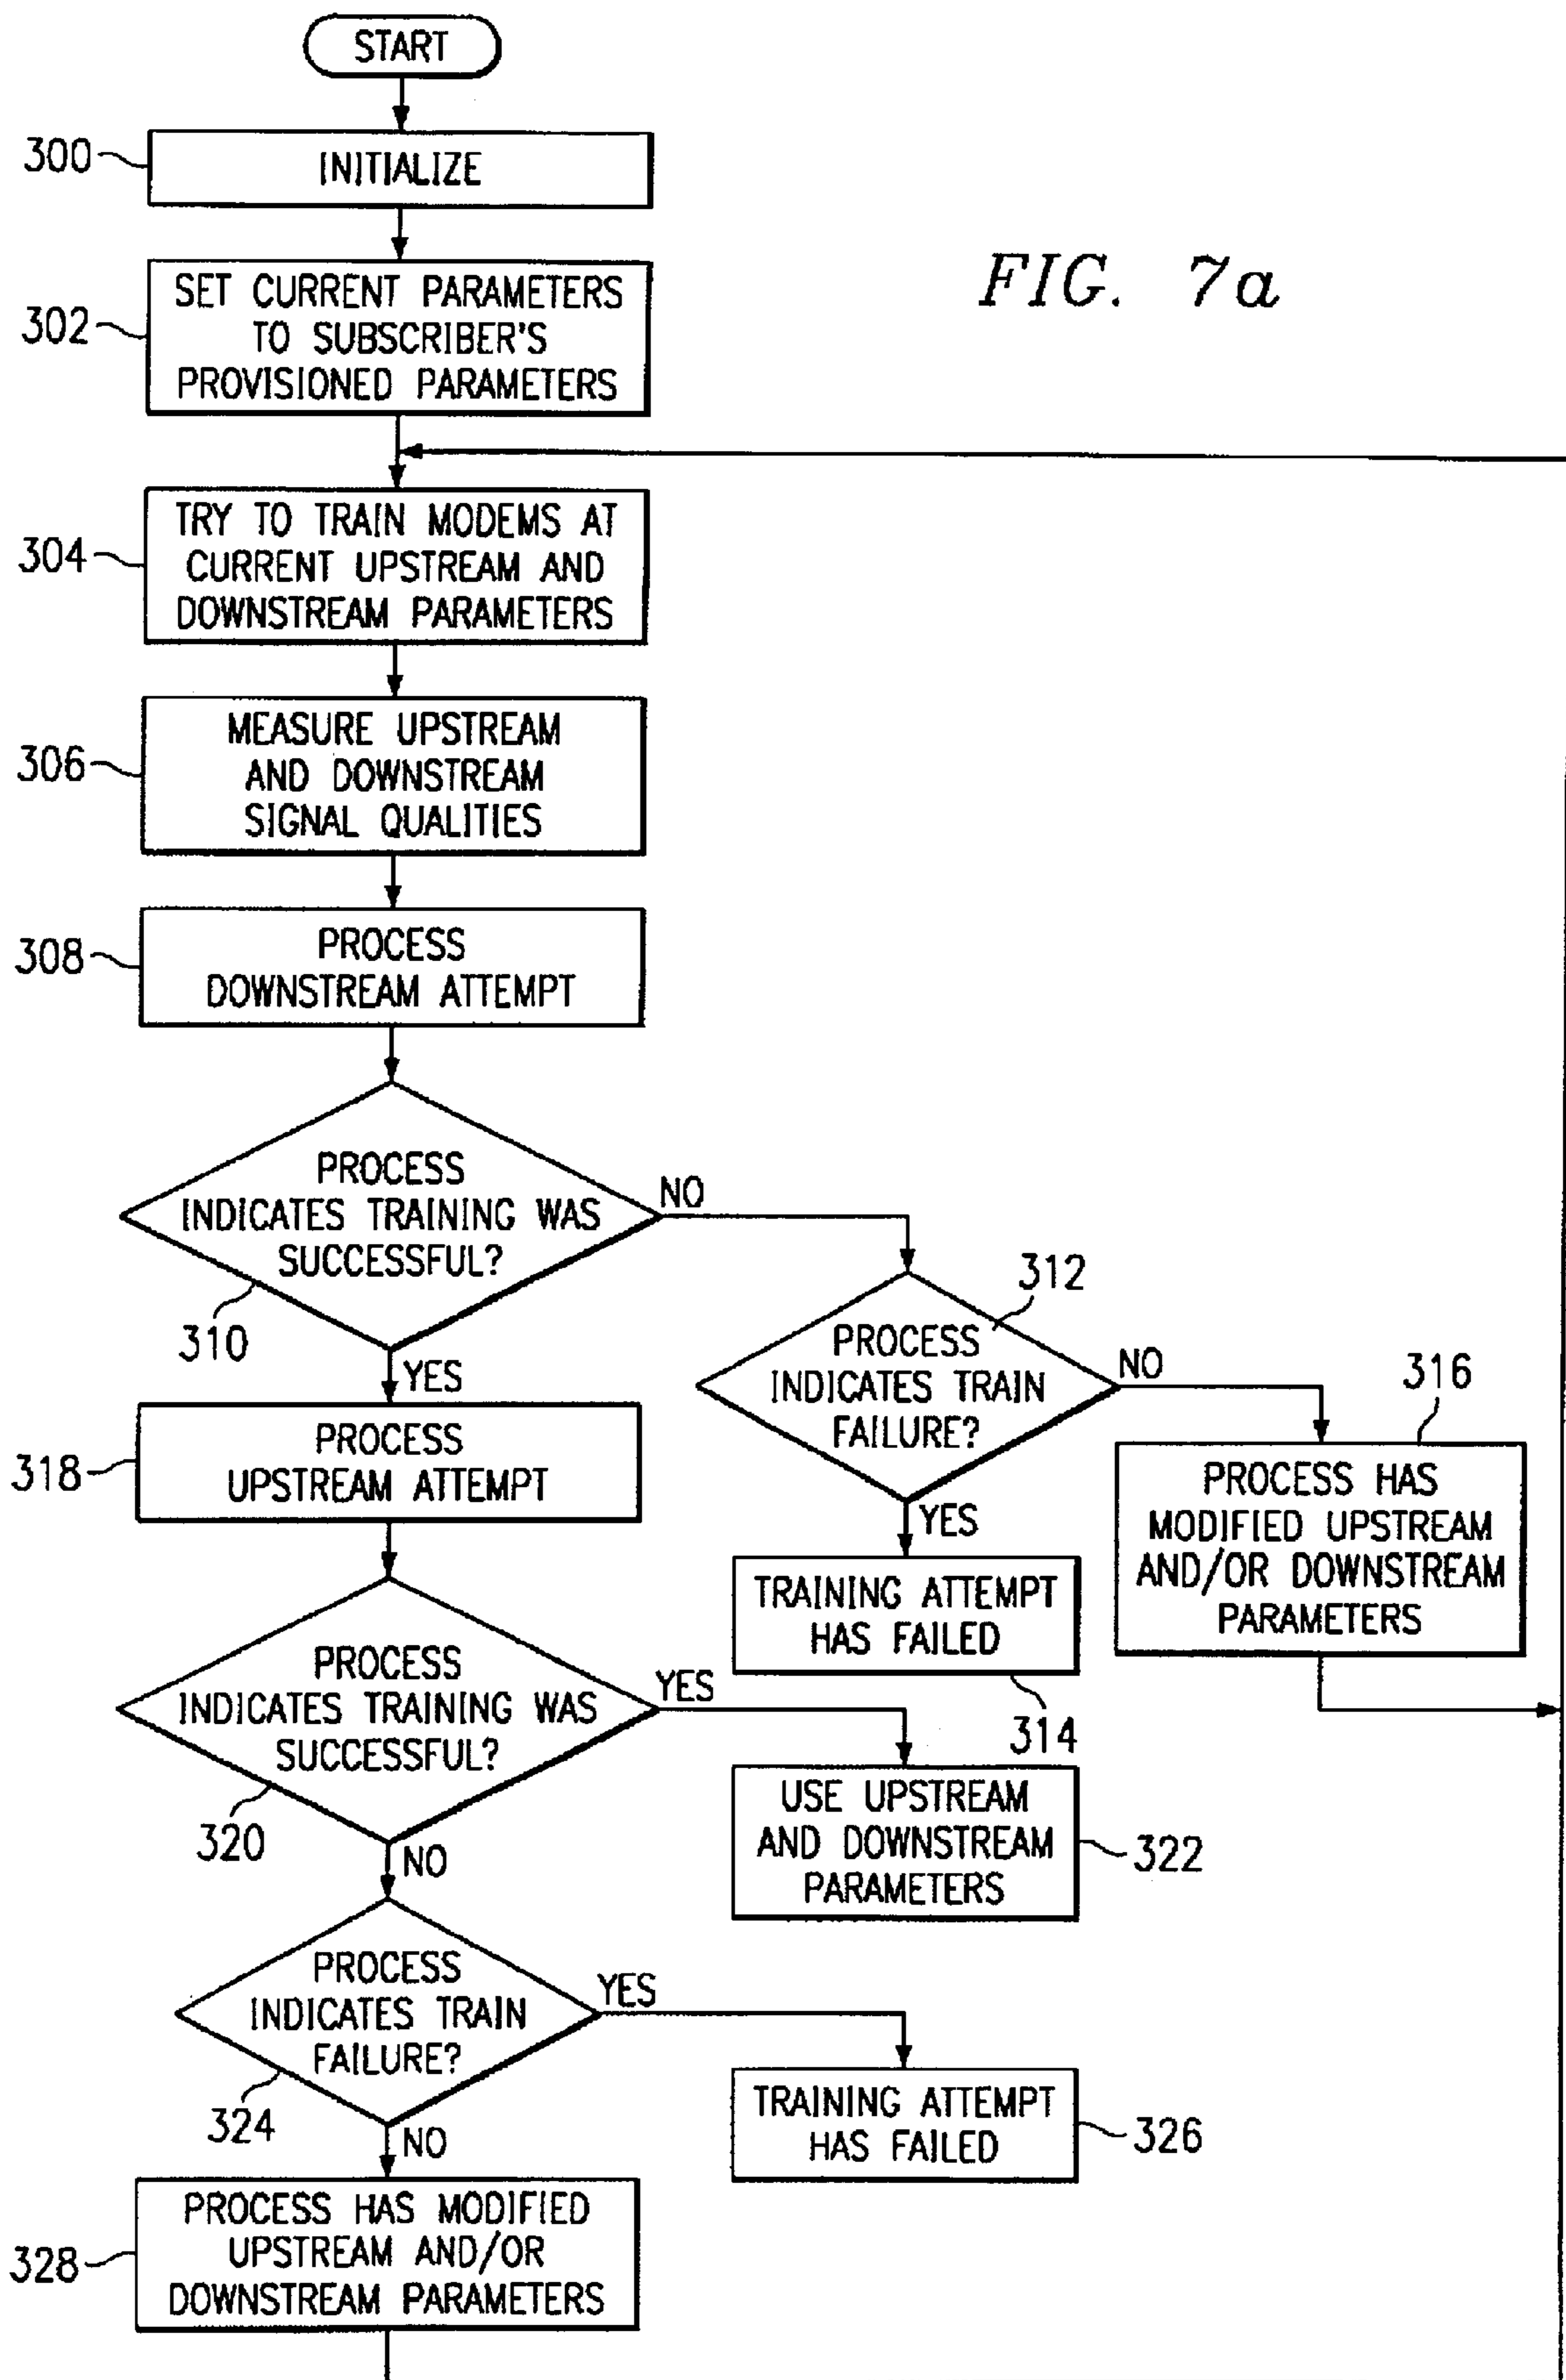 START
300
INITIALIZE
FIG. 7a
302
SET CURRENT PARAMETERS
TO SUBSCRIBER'S
PROVISIONED PARAMETERS
304
TRY TO TRAIN MODEMS AT
CURRENT UPSTREAM AND
DOWNSTREAM PARAMETERS
306
MEASURE UPSTREAM
AND DOWNSTREAM
SIGNAL QUALITIES
308
PROCESS
DOWNSTREAM ATTEMPT
PROCESS
INDICATES TRAINING WAS
SUCCESSFUL?
310
NO
YES
312
PROCESS
INDICATES TRAIN
FAILURE?
NO
YES
316
PROCESS HAS
MODIFIED UPSTREAM
AND/OR DOWNSTREAM
PARAMETERS
TRAINING ATTEMPT
HAS FAILED
314
318
PROCESS
UPSTREAM ATTEMPT
PROCESS
INDICATES TRAINING WAS
SUCCESSFUL?
320
YES
NO
USE UPSTREAM
AND DOWNSTREAM
PARAMETERS
322
PROCESS
INDICATES TRAIN
FAILURE?
324
YES
NO
TRAINING ATTEMPT
HAS FAILED
326
328
PROCESS HAS MODIFIED
UPSTREAM AND/OR
DOWNSTREAM PARAMETERS